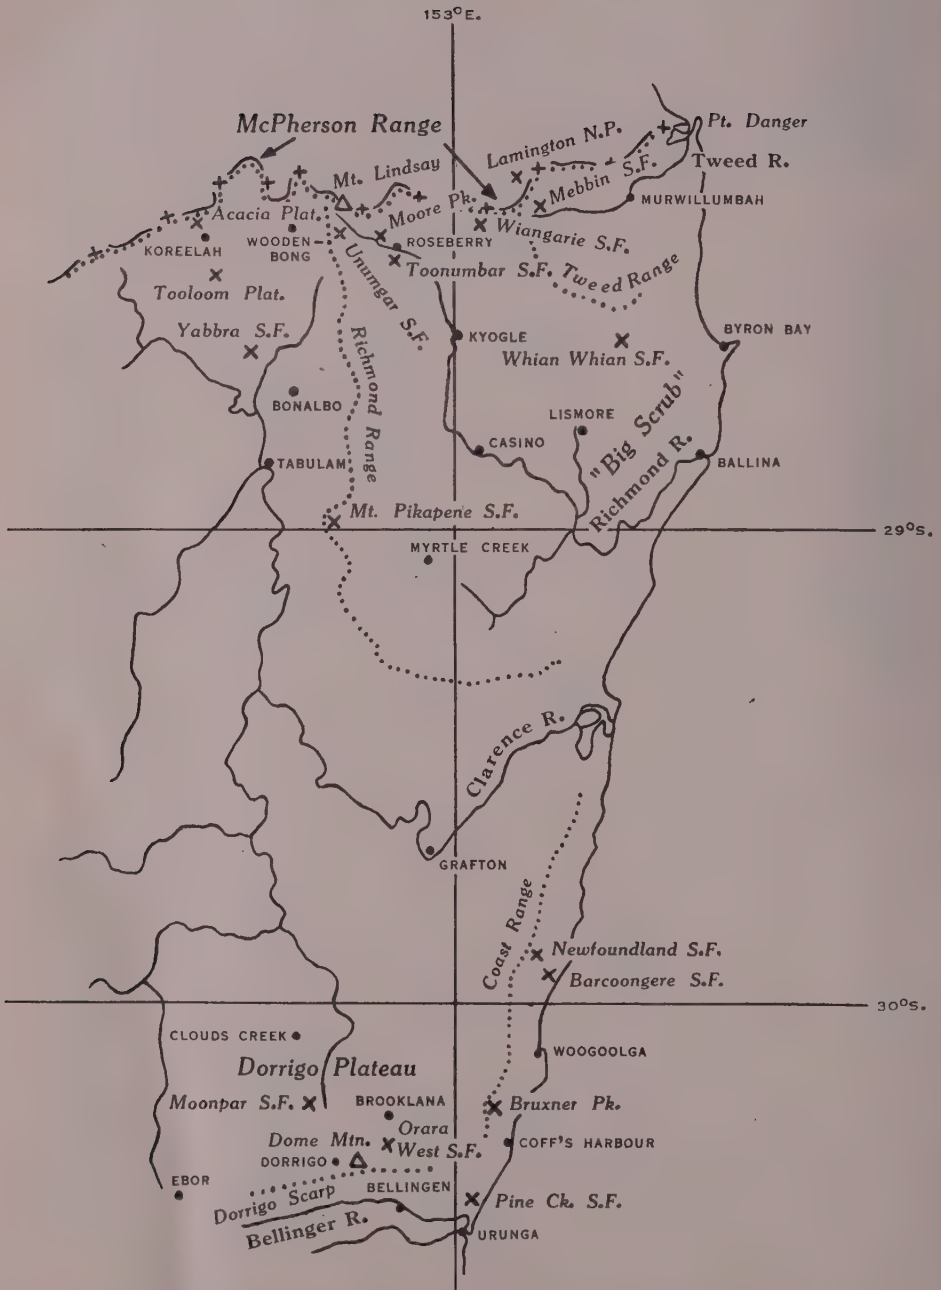 153°E.
McPherson Range
Pt. Danger
Lamington N.P.
Tweed R.
Mt. Lindsay
Mebbin S.F.
MURWILLUMBAH
Acacia Plat.
Moore Pk.
Wiangarie S.F.
KOREELAH
WOODEN-
BONG
ROSEBERRY
Unumgar S.F.
Toonumbar S.F.
Tweed Range
Tooloom Plat.
Yabbra S.F.
KYOGLE
BYRON BAY
Whian Whian S.F.
Richmond Range
BONALBO
LISMORE
"Big Scrub"
CASINO
Richmond R.
BALLINA
TABULAM
Mt. Pikapene S.F.
29°S.
MYRTLE CREEK
Clarence R.
GRAFTON
Coast Range
Newfoundland S.F.
Barcoongere S.F.
30°S.
CLOUDS CREEK
WOOGOOLGA
Dorrigo Plateau
Moonpar S.F.
BROOKLANA
Bruxner Pk.
Orara
West S.F.
Dome Mtn.
COFF'S HARBOUR
DORRIGO
EBOR
Dorrigo Scarp
BELLINGEN
Pine Ck. S.F.
Bellinger R.
URUNGA